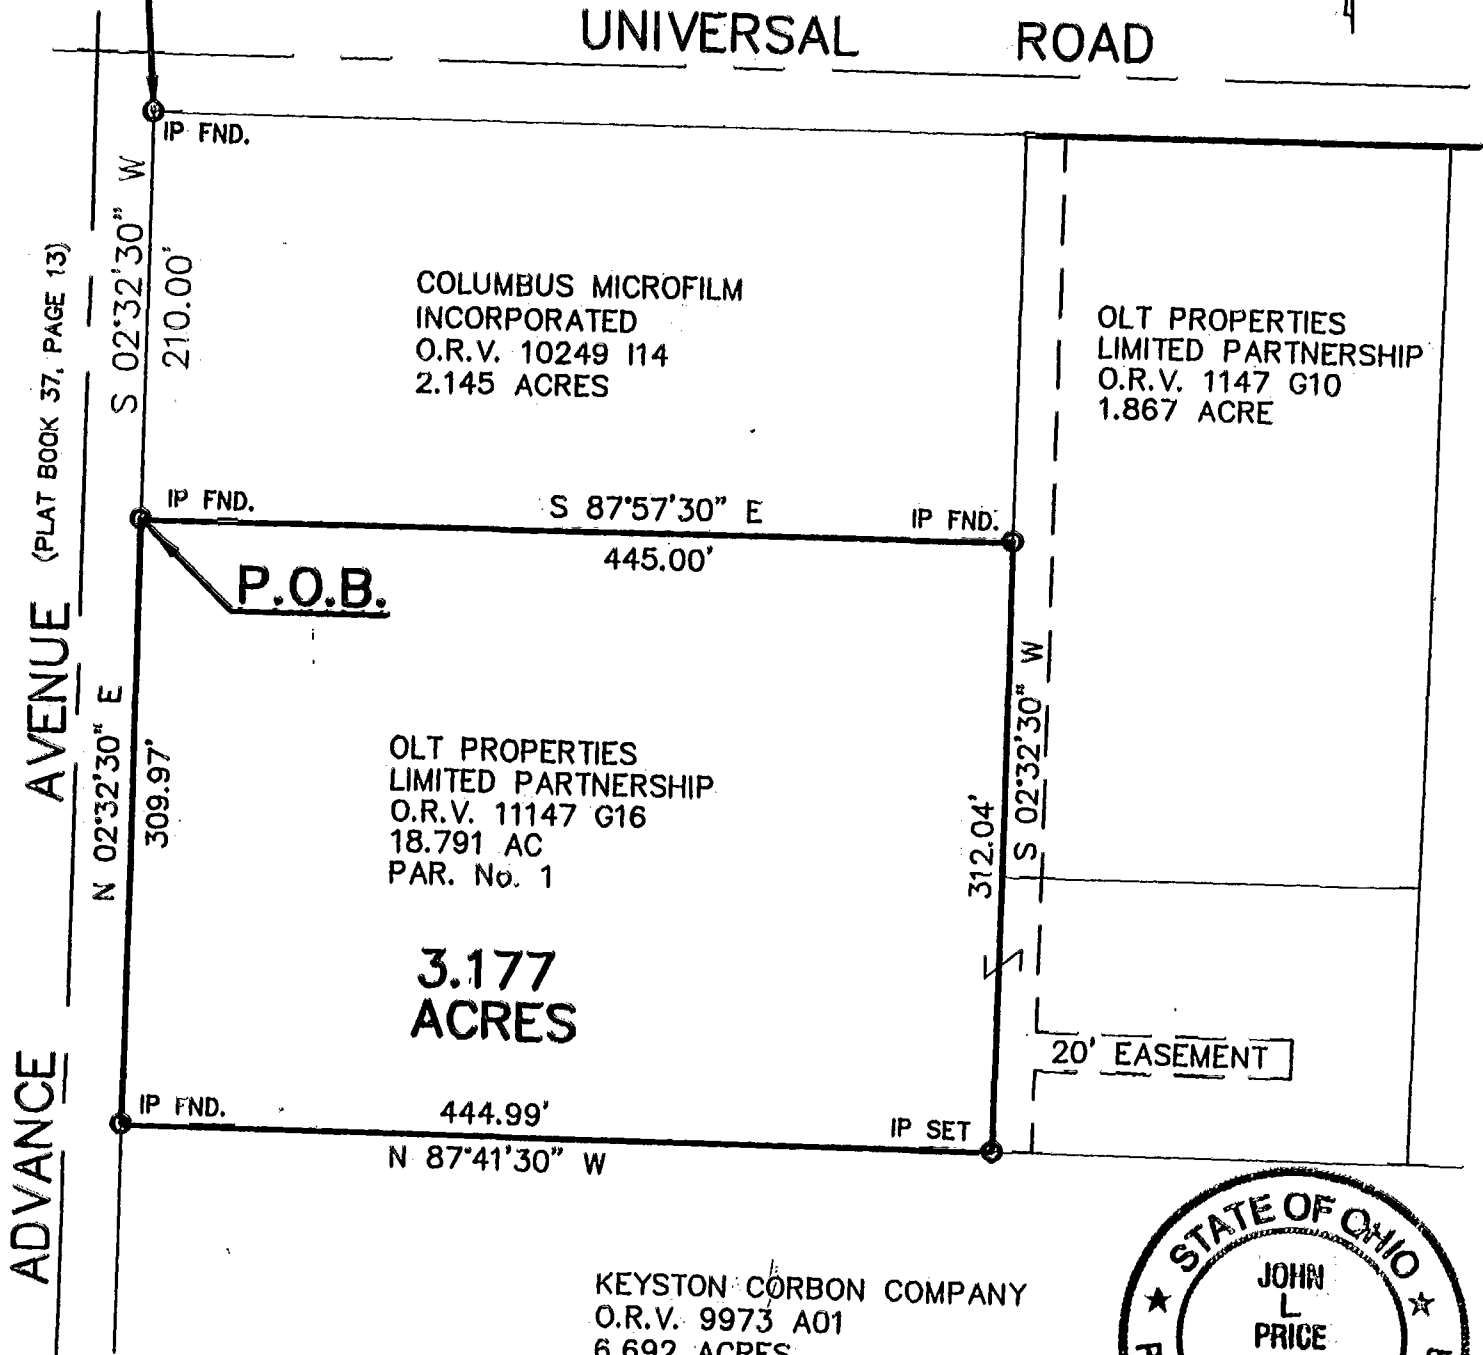 UNIVERSAL ROAD
IP FND.
S 02°32'30" W
210.00'
(PLAT BOOK 37, PAGE 13)
COLUMBUS MICROFILM
INCORPORATED
O.R.V. 10249 I14
2.145 ACRES
OLT PROPERTIES
LIMITED PARTNERSHIP
O.R.V. 1147 G10
1.867 ACRE
IP FND.
S 87°57'30" E
IP FND.
445.00'
P.O.B.
ADVANCE AVENUE
N 02°32'30" E
309.97'
OLT PROPERTIES
LIMITED PARTNERSHIP
O.R.V. 11147 G16
18.791 AC
PAR. No. 1
3.177
ACRES
312.04'
S 02°32'30" W
20' EASEMENT
IP FND.
444.99'
IP SET
N 87°41'30" W
KEYSTON CORBON COMPANY
O.R.V. 9973 A01
6.692 ACRES
STATE OF OHIO
JOHN
L
PRICE